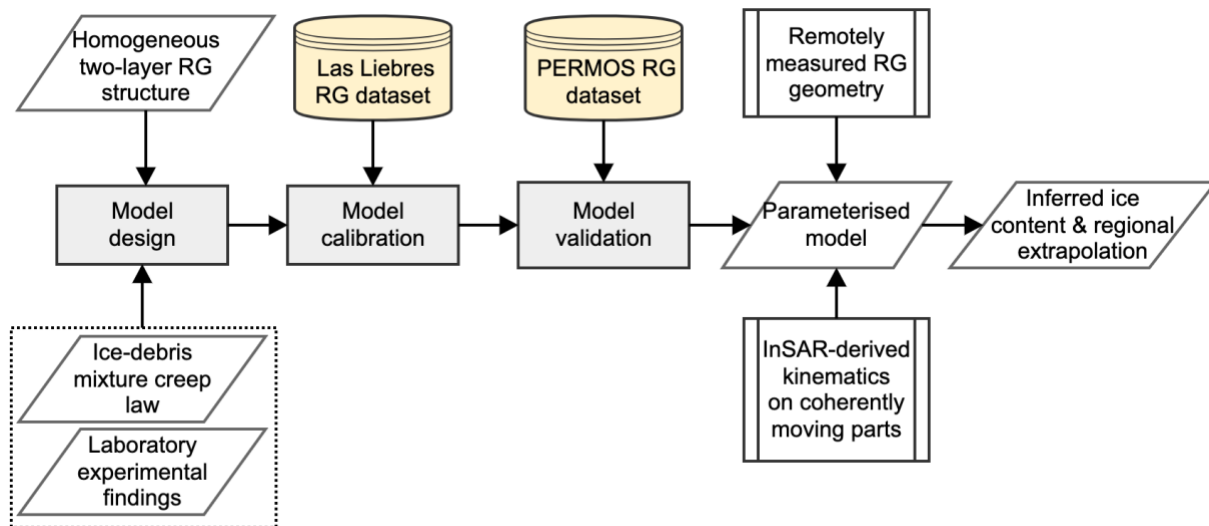 Homogeneous
two-layer RG
structure
Las Liebres
RG dataset
PERMOS RG
dataset
Remotely
measured RG
geometry
Model
design
Model
calibration
Model
validation
Parameterised
model
Inferred ice
content & regional
extrapolation
Ice-debris
mixture creep
law
Laboratory
experimental
findings
InSAR-derived
kinematics
on coherently
moving parts